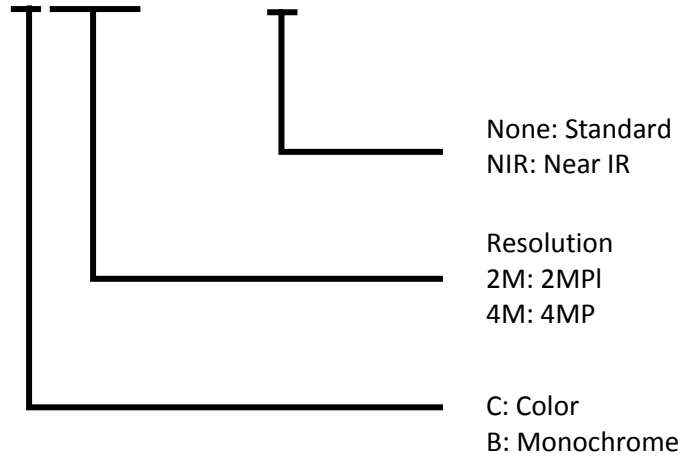 None: Standard
NIR: Near IR
Resolution
2M: 2MPl
4M: 4MP
C: Color
B: Monochrome